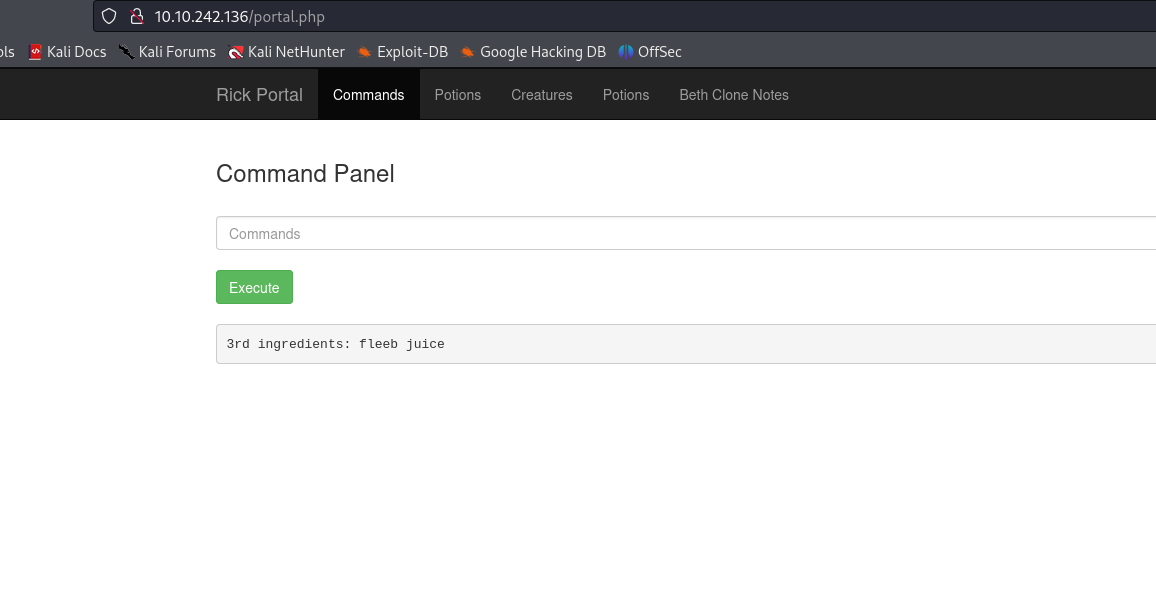 10.10.242.136/portal.php
ols Kali Docs Kali Forums Kali NetHunter Exploit-DB Google Hacking DB OffSec
Rick Portal Commands Potions Creatures Potions Beth Clone Notes
Command Panel
Commands
Execute
3rd ingredients: fleeb juice